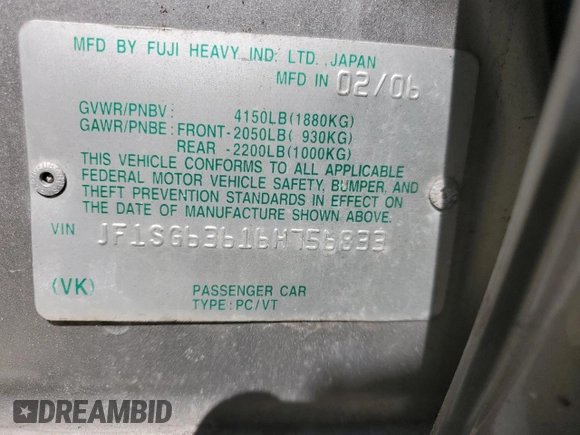 MFD BY FUJI HEAVY IND. LTD. ,JAPAN
MFD IN 02/06
GVWR/PNBV: 4150LB(1880KG)
GAWR/PNBE: FRONT-2050LB( 930KG)
REAR -2200LB(1000KG)
THIS VEHICLE CONFORMS TO ALL APPLICABLE
FEDERAL MOTOR VEHICLE SAFETY, BUMPER, AND
THEFT PREVENTION STANDARDS IN EFFECT ON
THE DATE OF MANUFACTURE SHOWN ABOVE.
VIN JF1SG63616H756833
(VK) PASSENGER CAR
TYPE:PC/VT
DREAMBID